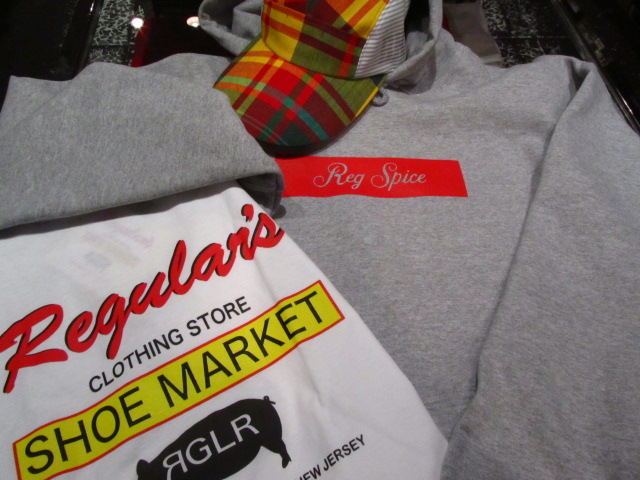 Reg Spice
Regular's
CLOTHING STORE
SHOE MARKET
ЯGLR
NEW JERSEY